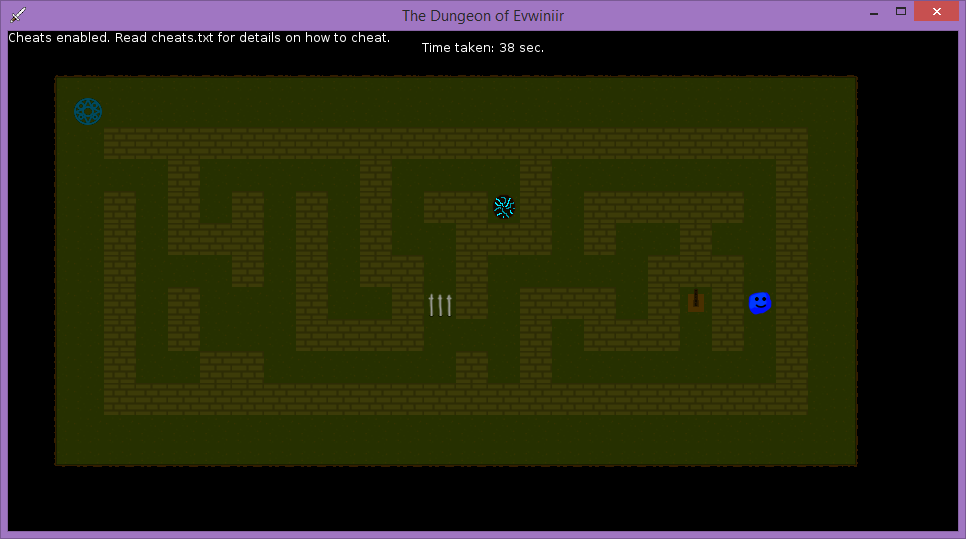 The Dungeon of Evwiniir
Cheats enabled. Read cheats.txt for details on how to cheat.
Time taken: 38 sec.